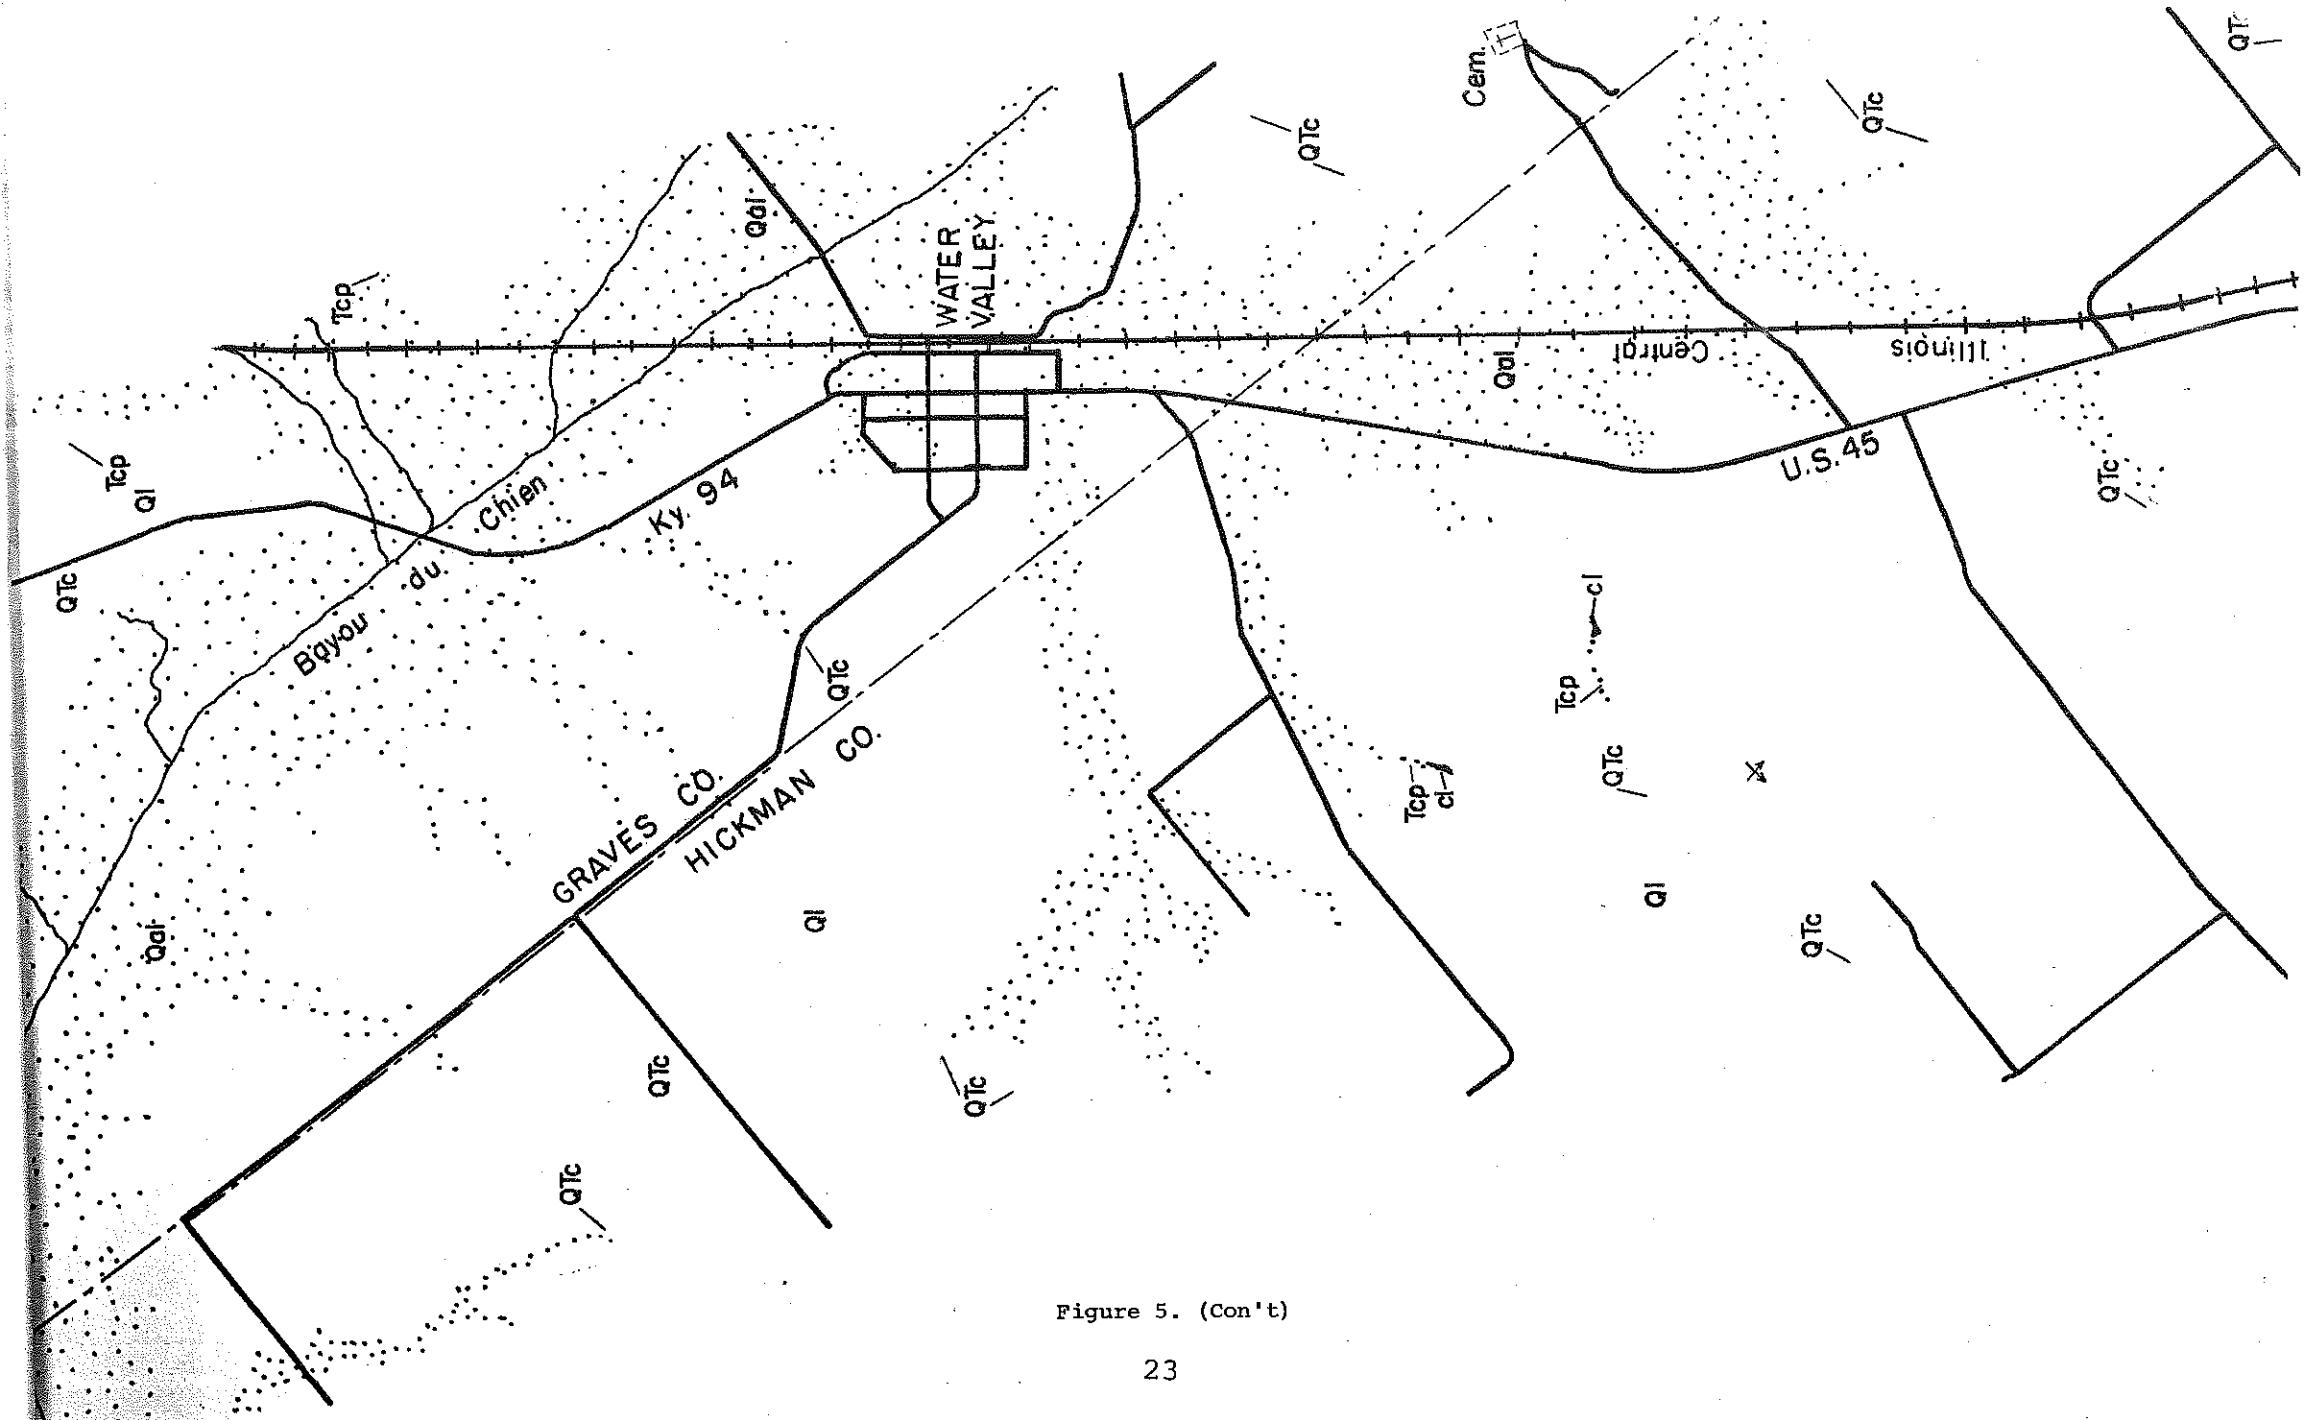 Cem.
QTc
QTc
QTc
Qal
WATER
VALLEY
Tcp
Illinois
Central
Qal
Tcp
Ql
Chien
Ky. 94
U.S. 45
QTc
QTc
du
Bayou
cl
Tcp
QTc
GRAVES CO.
HICKMAN CO.
Tcp
cl
QTc
Ql
Ql
Qal
QTc
QTc
QTc
QTc
Figure 5. (Con't)
23